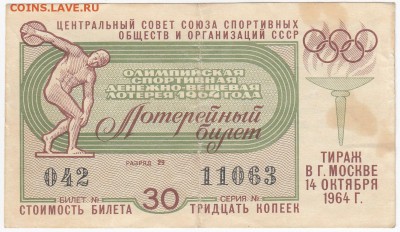 COINS.LAVE.RU
ЦЕНТРАЛЬНЫЙ СОВЕТ СОЮЗА СПОРТИВНЫХ
ОБЩЕСТВ И ОРГАНИЗАЦИЙ СССР
ОЛИМПИЙСКАЯ
СПОРТИВНАЯ
ДЕНЕЖНО-ВЕЩЕВАЯ
ЛОТЕРЕЯ 1964 ГОДА
Лотерейный
билет
РАЗРЯД 29
042
11063
БИЛЕТ №
30
СЕРИЯ №
СТОИМОСТЬ БИЛЕТА
ТРИДЦАТЬ КОПЕЕК
ТИРАЖ
В Г. МОСКВЕ
14 ОКТЯБРЯ
1964 Г.